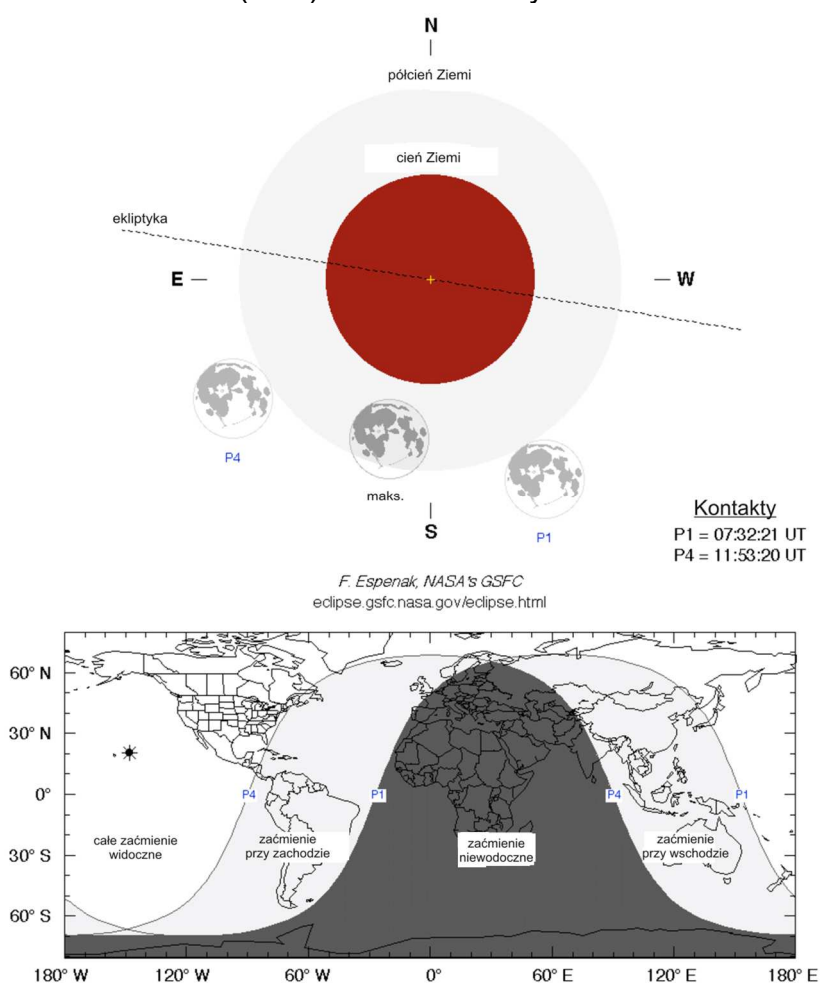 N
półcień Ziemi
cień Ziemi
ekliptyka
E
W
P4
maks.
S
P1
Kontakty
P1 = 07:32:21 UT
P4 = 11:53:20 UT
F. Espenak, NASA's GSFC
eclipse.gsfc.nasa.gov/eclipse.html
60° N
30° N
0°
30° S
60° S
P4
P1
P4
P1
całe zaćmienie
widoczne
zaćmienie
przy zachodzie
zaćmienie
niewodoczne
zaćmienie
przy wschodzie
180° W
120° W
60° W
0°
60° E
120° E
180° E